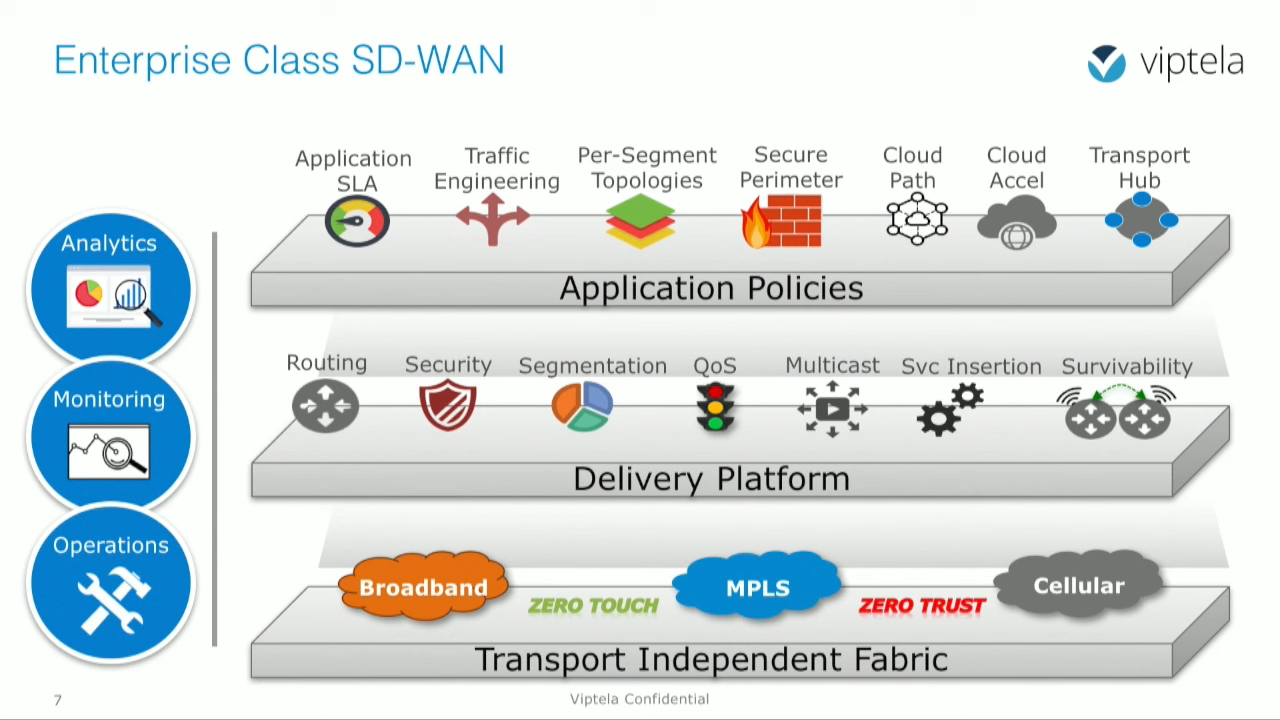 Enterprise Class SD-WAN
viptela
Application
SLA
Traffic
Engineering
Per-Segment
Topologies
Secure
Perimeter
Cloud
Path
Cloud
Accel
Transport
Hub
Application Policies
Analytics
Monitoring
Operations
Routing
Security
Segmentation
QoS
Multicast
Svc Insertion
Survivability
Delivery Platform
Broadband
ZERO TOUCH
MPLS
ZERO TRUST
Cellular
Transport Independent Fabric
7
Viptela Confidential